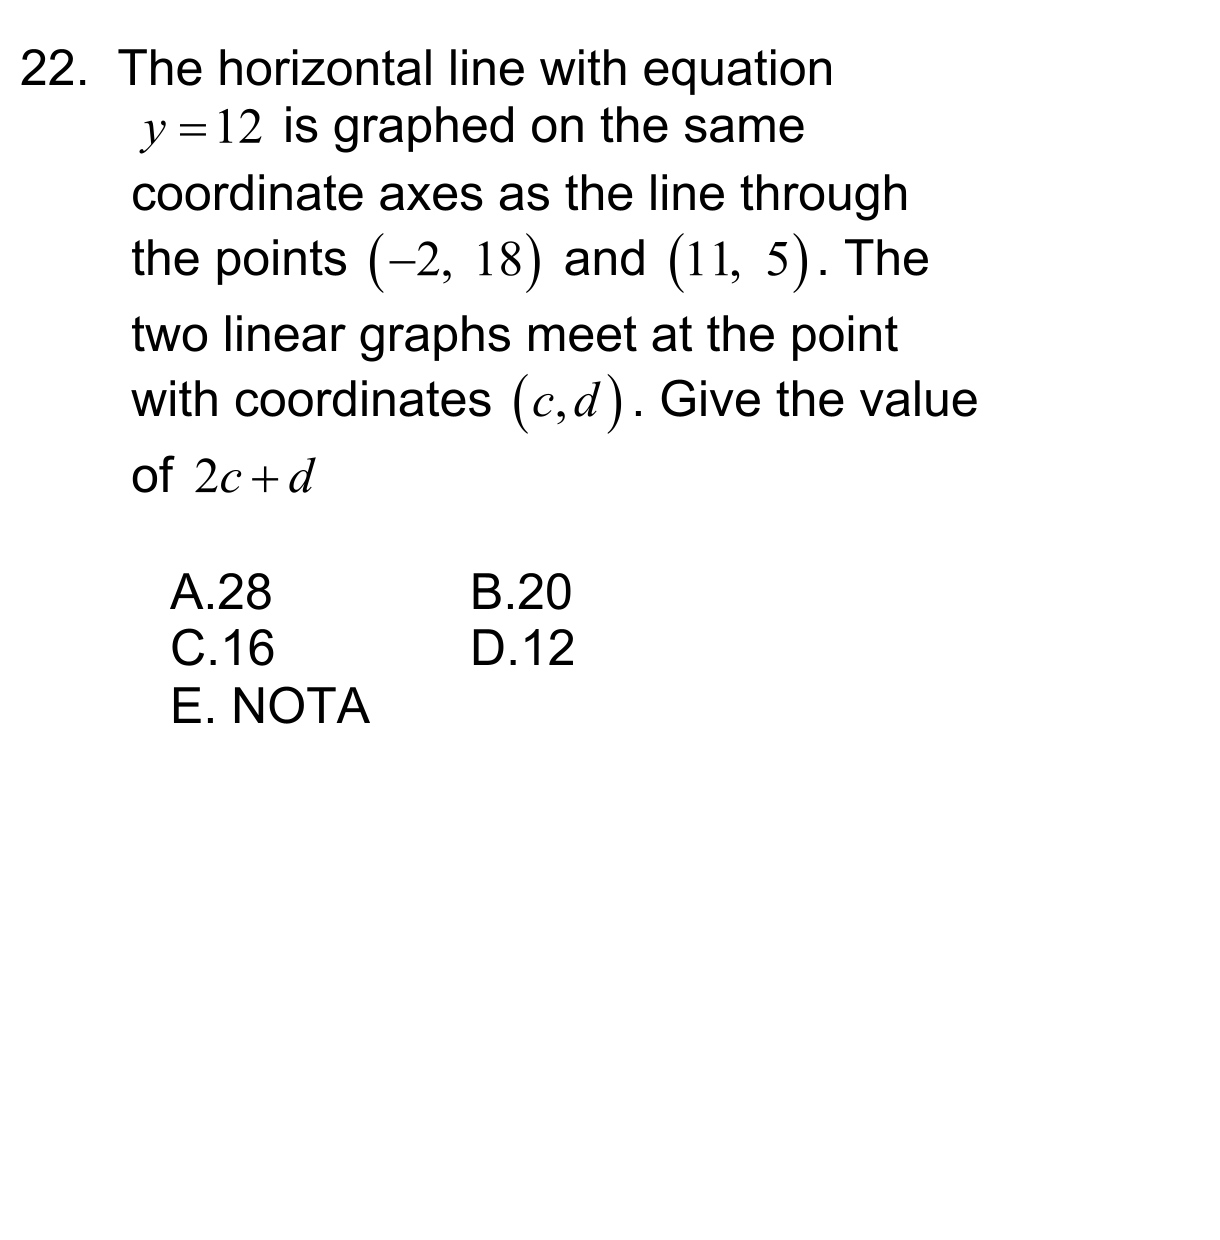 22. The horizontal line with equation
y = 12 is graphed on the same
coordinate axes as the line through
the points (−2, 18) and (11, 5). The
two linear graphs meet at the point
with coordinates (c,d). Give the value
of 2c + d
A.28 B.20
C.16 D.12
E. NOTA